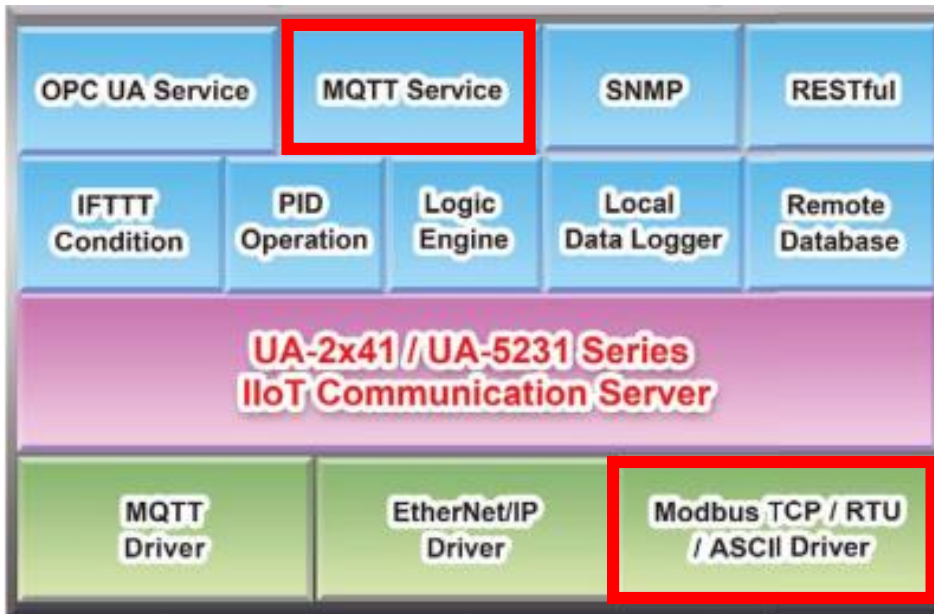 OPC UA Service
MQTT Service
SNMP
RESTful
IFTTT
Condition
PID
Operation
Logic
Engine
Local
Data Logger
Remote
Database
UA-2x41 / UA-5231 Series
IIoT Communication Server
MQTT
Driver
EtherNet/IP
Driver
Modbus TCP / RTU
/ ASCII Driver